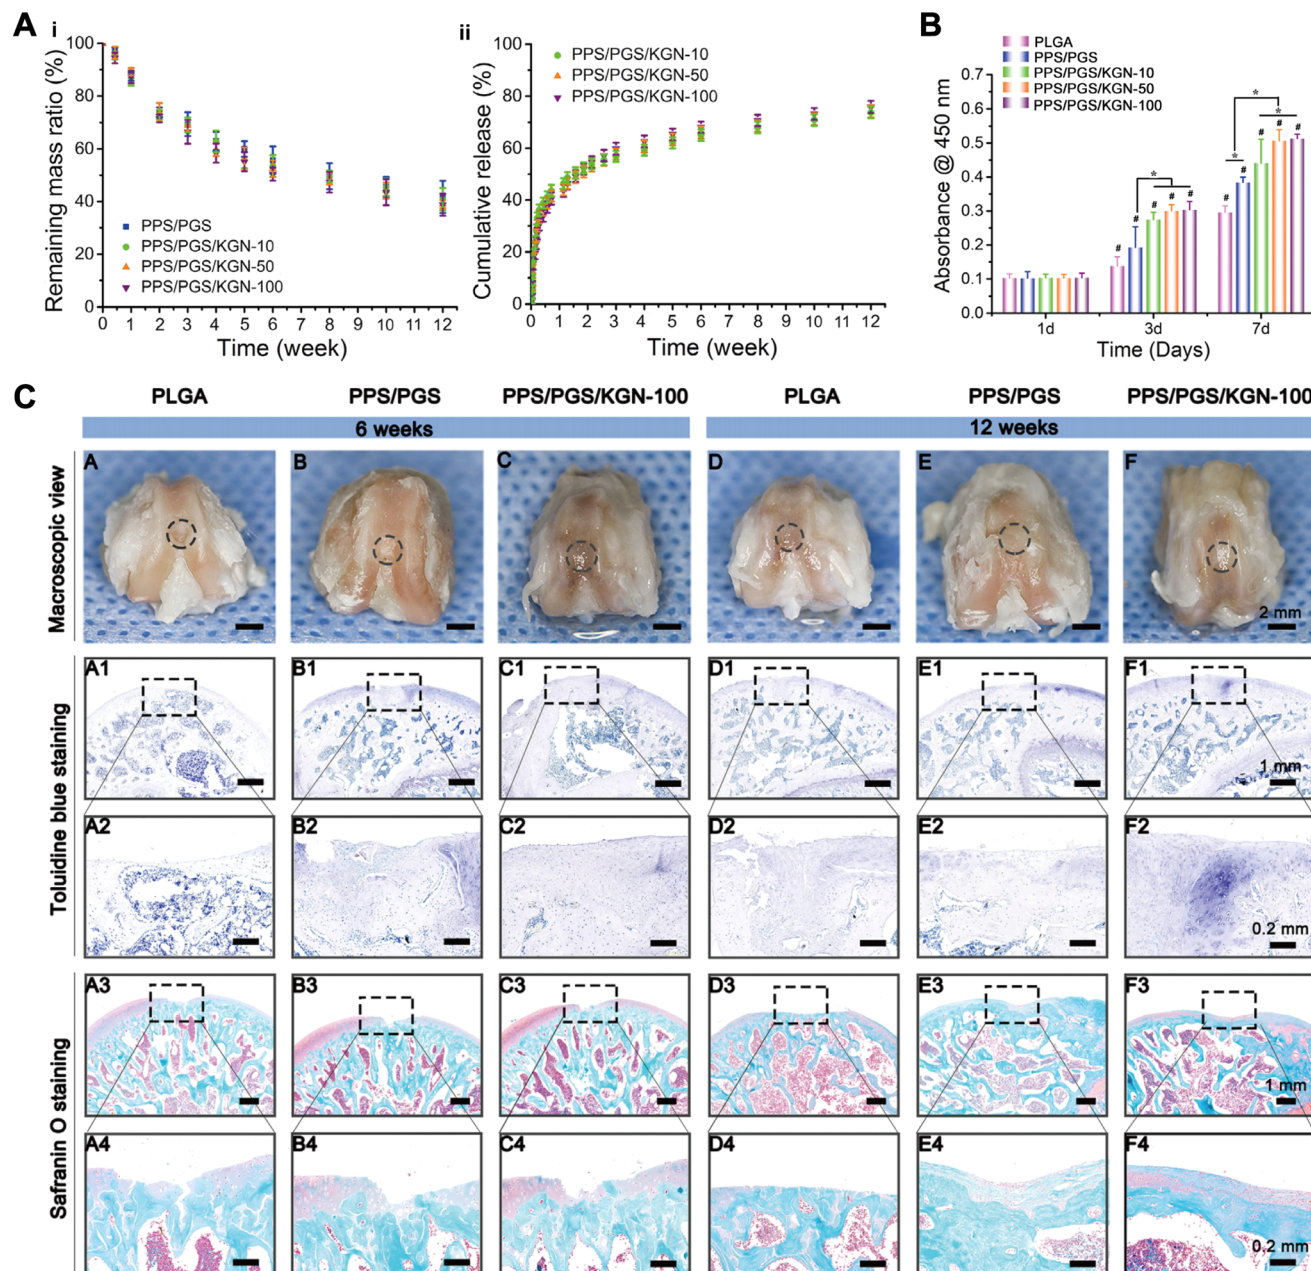 A
i
Remaining mass ratio (%)
100
80
60
40
20
0
PPS/PGS
PPS/PGS/KGN-10
PPS/PGS/KGN-50
PPS/PGS/KGN-100
0 1 2 3 4 5 6 7 8 9 10 11 12
Time (week)
ii
Cumulative release (%)
100
80
60
40
20
0
PPS/PGS/KGN-10
PPS/PGS/KGN-50
PPS/PGS/KGN-100
0 1 2 3 4 5 6 7 8 9 10 11 12
Time (week)
B
PLGA
PPS/PGS
PPS/PGS/KGN-10
PPS/PGS/KGN-50
PPS/PGS/KGN-100
Absorbance @ 450 nm
0.7
0.6
0.5
0.4
0.3
0.2
0.1
0.0
# # # # #
*
# # # # #
* * *
1d 3d 7d
Time (Days)
C
PLGA PPS/PGS PPS/PGS/KGN-100 PLGA PPS/PGS PPS/PGS/KGN-100
6 weeks 12 weeks
Macroscopic view
A B C D E F
2 mm
Toluidine blue staining
A1 B1 C1 D1 E1 F1
1 mm
A2 B2 C2 D2 E2 F2
0.2 mm
Safranin O staining
A3 B3 C3 D3 E3 F3
1 mm
A4 B4 C4 D4 E4 F4
0.2 mm